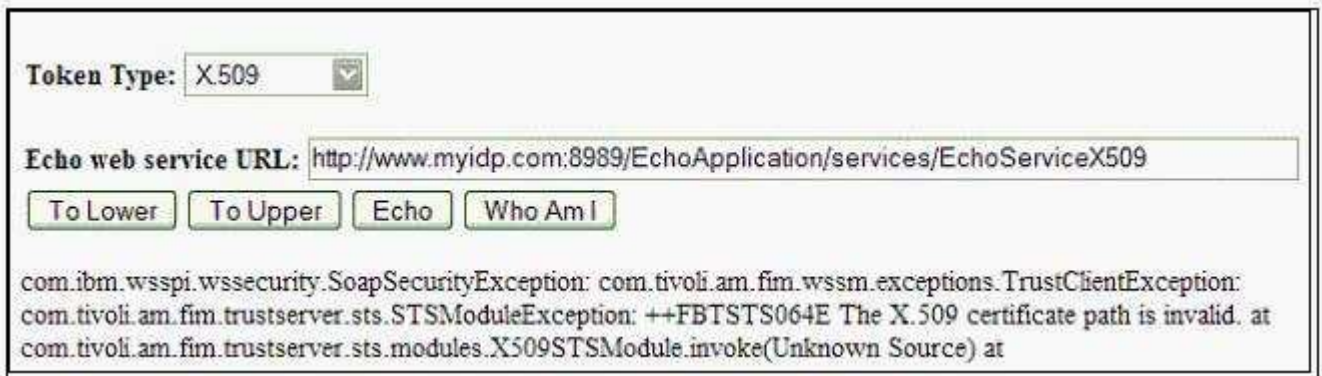 Token Type: X.509
Echo web service URL: http://www.myidp.com:8989/EchoApplication/services/EchoServiceX509
To Lower To Upper Echo Who Am I
com.ibm.wsspi.wssecurity.SoapSecurityException: com.tivoli.am.fim.wssm.exceptions.TrustClientException:
com.tivoli.am.fim.trustserver.sts.STSModuleException: ++FBTSTS064E The X.509 certificate path is invalid. at
com.tivoli.am.fim.trustserver.sts.modules.X509STSModule.invoke(Unknown Source) at